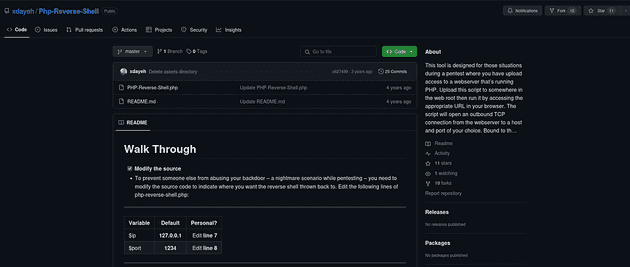 xdayeh / Php-Reverse-Shell Public
Notifications Fork 10 Star 11
Code Issues Pull requests Actions Projects Security Insights
master 1 Branch 0 Tags Go to file Code
xdayeh Delete assets directory 3 years ago 25 Commits
PHP-Reverse-Shell.php Update PHP Reverse-Shell.php 4 years ago
README.md Update README.md 4 years ago
README
Walk Through
Modify the source
To prevent someone else from abusing your backdoor – a nightmare scenario while pentesting – you need to
modify the source code to indicate where you want the reverse shell thrown back to. Edit the following lines of
php-reverse-shell.php:
Variable Default Personal?
$ip 127.0.0.1 Edit line 7
$port 1234 Edit line 8
About
This tool is designed for those situations
during a pentest where you have upload
access to a webserver that's running
PHP. Upload this script to somewhere in
the web root then run it by accessing the
appropriate URL in your browser. The
script will open an outbound TCP
connection from the webserver to a host
and port of your choice. Bound to th...
Readme
Activity
11 stars
1 watching
10 forks
Report repository
Releases
No releases published
Packages
No packages published